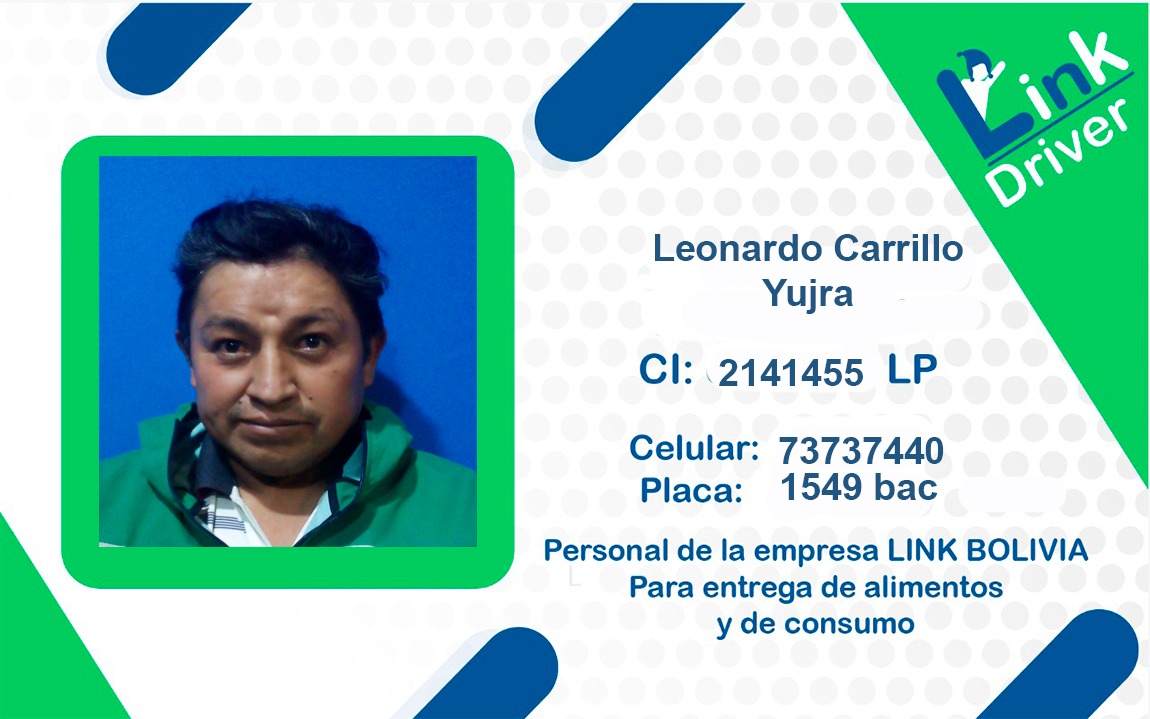 Link
Driver
Leonardo Carrillo
Yujra
CI: 2141455 LP
Celular: 73737440
Placa: 1549 bac
Personal de la empresa LINK BOLIVIA
Para entrega de alimentos
y de consumo